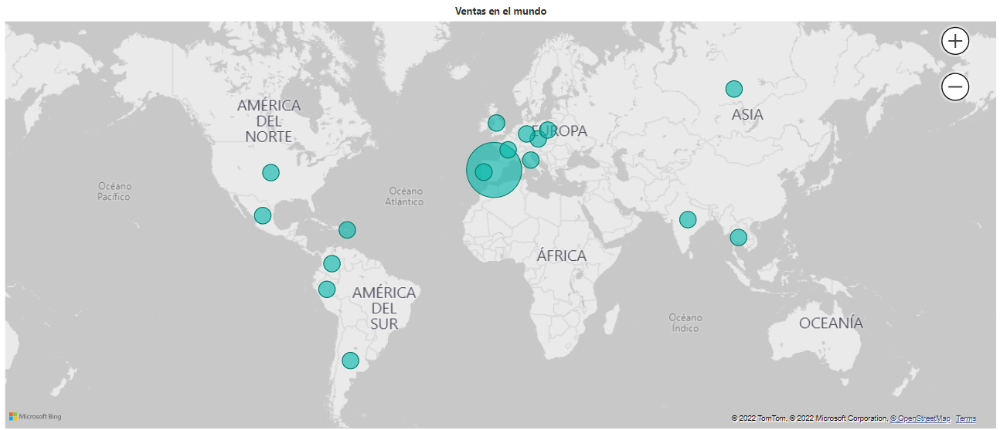 Ventas en el mundo
+
−
AMÉRICA
DEL
NORTE
EUROPA
ASIA
Océano
Pacífico
Océano
Atlántico
ÁFRICA
AMÉRICA
DEL
SUR
Océano
Índico
OCEANÍA
Microsoft Bing
© 2022 TomTom, © 2022 Microsoft Corporation, © OpenStreetMap Terms